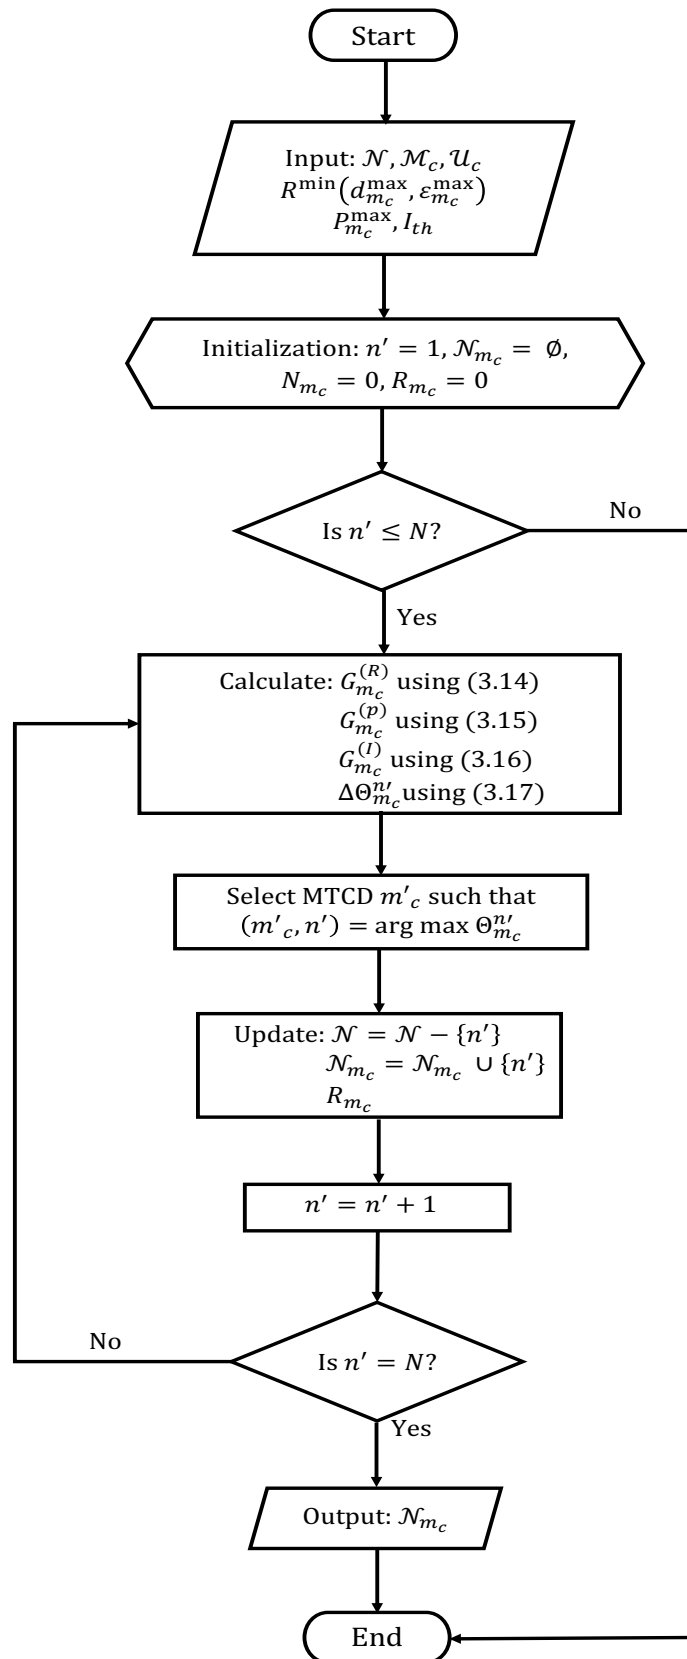 Start
Input: 𝒩, ℳ_c, 𝒰_c
R^min(d_{m_c}^max, ε_{m_c}^max)
P_{m_c}^max, I_th
Initialization: n′ = 1, 𝒩_{m_c} = ∅,
N_{m_c} = 0, R_{m_c} = 0
Is n′ ≤ N?
No
Yes
Calculate: G_{m_c}^{(R)} using (3.14)
G_{m_c}^{(p)} using (3.15)
G_{m_c}^{(I)} using (3.16)
ΔΘ_{m_c}^{n′} using (3.17)
Select MTCD m′_c such that
(m′_c, n′) = arg max Θ_{m_c}^{n′}
Update: 𝒩 = 𝒩 − {n′}
𝒩_{m_c} = 𝒩_{m_c} ∪ {n′}
R_{m_c}
n′ = n′ + 1
No
Is n′ = N?
Yes
Output: 𝒩_{m_c}
End